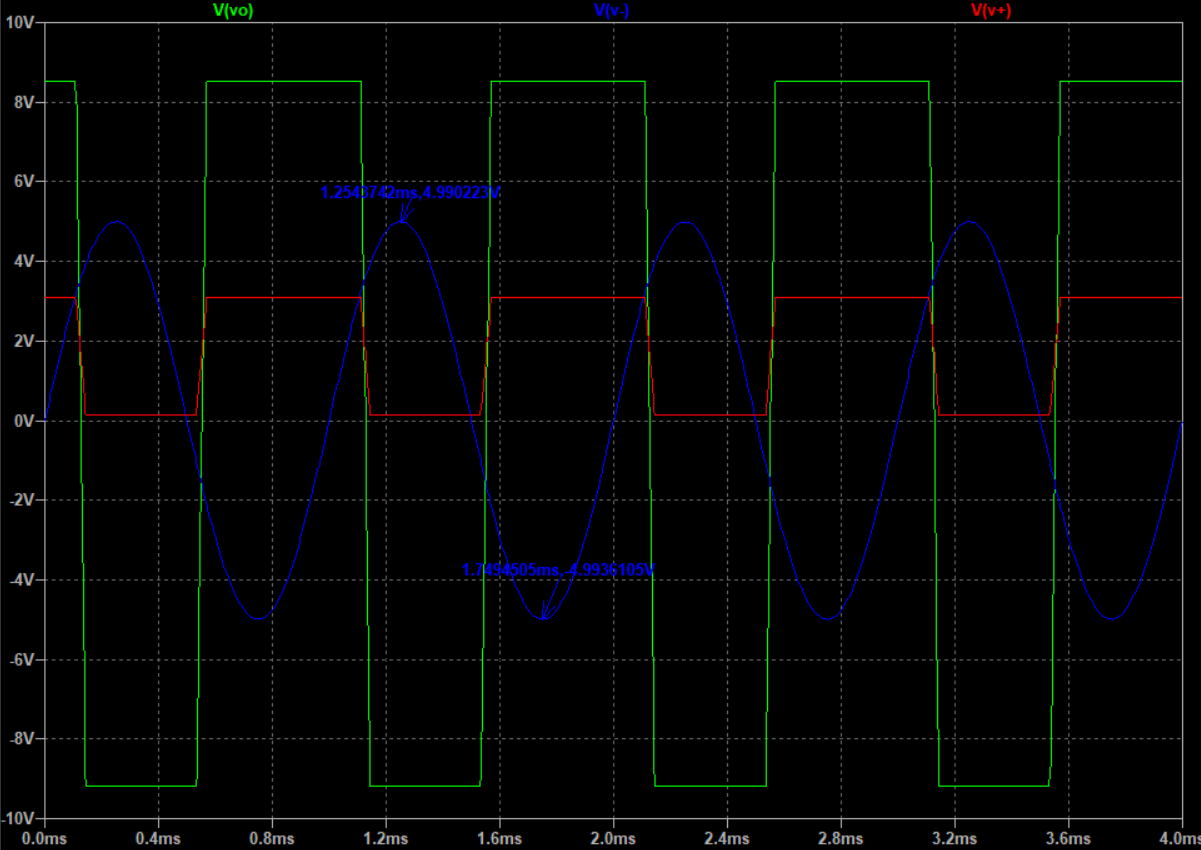 V(vo) V(v-) V(v+)
10V
8V
6V
1.2543742ms,4.990223V
4V
2V
0V
-2V
1.7494505ms,-4.9936105V
-4V
-6V
-8V
-10V
0.0ms 0.4ms 0.8ms 1.2ms 1.6ms 2.0ms 2.4ms 2.8ms 3.2ms 3.6ms 4.0ms